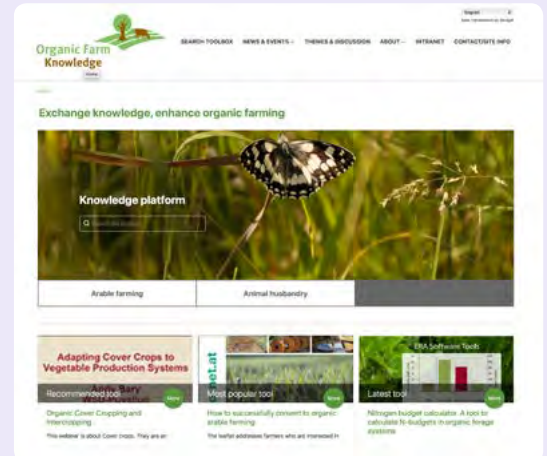 English
Organic Farm
Knowledge
Home
SEARCH TOOLBOX NEWS & EVENTS THEMES & DISCUSSION ABOUT INTRANET CONTACT/SITE INFO
Exchange knowledge, enhance organic farming
Knowledge platform
Arable farming
Animal husbandry
Adapting Cover Crops to
Vegetable Production Systems
Recommended tool
More
Organic Cover Cropping and
Intercropping
This webinar is about Cover crops. They are an
net.at
Most popular tool
More
How to successfully convert to organic
arable farming
The leaflet addresses farmers who are interested in
ERA Software Tools
Latest tool
More
Nitrogen budget calculator. A tool to
calculate N-budgets in organic forage
systems